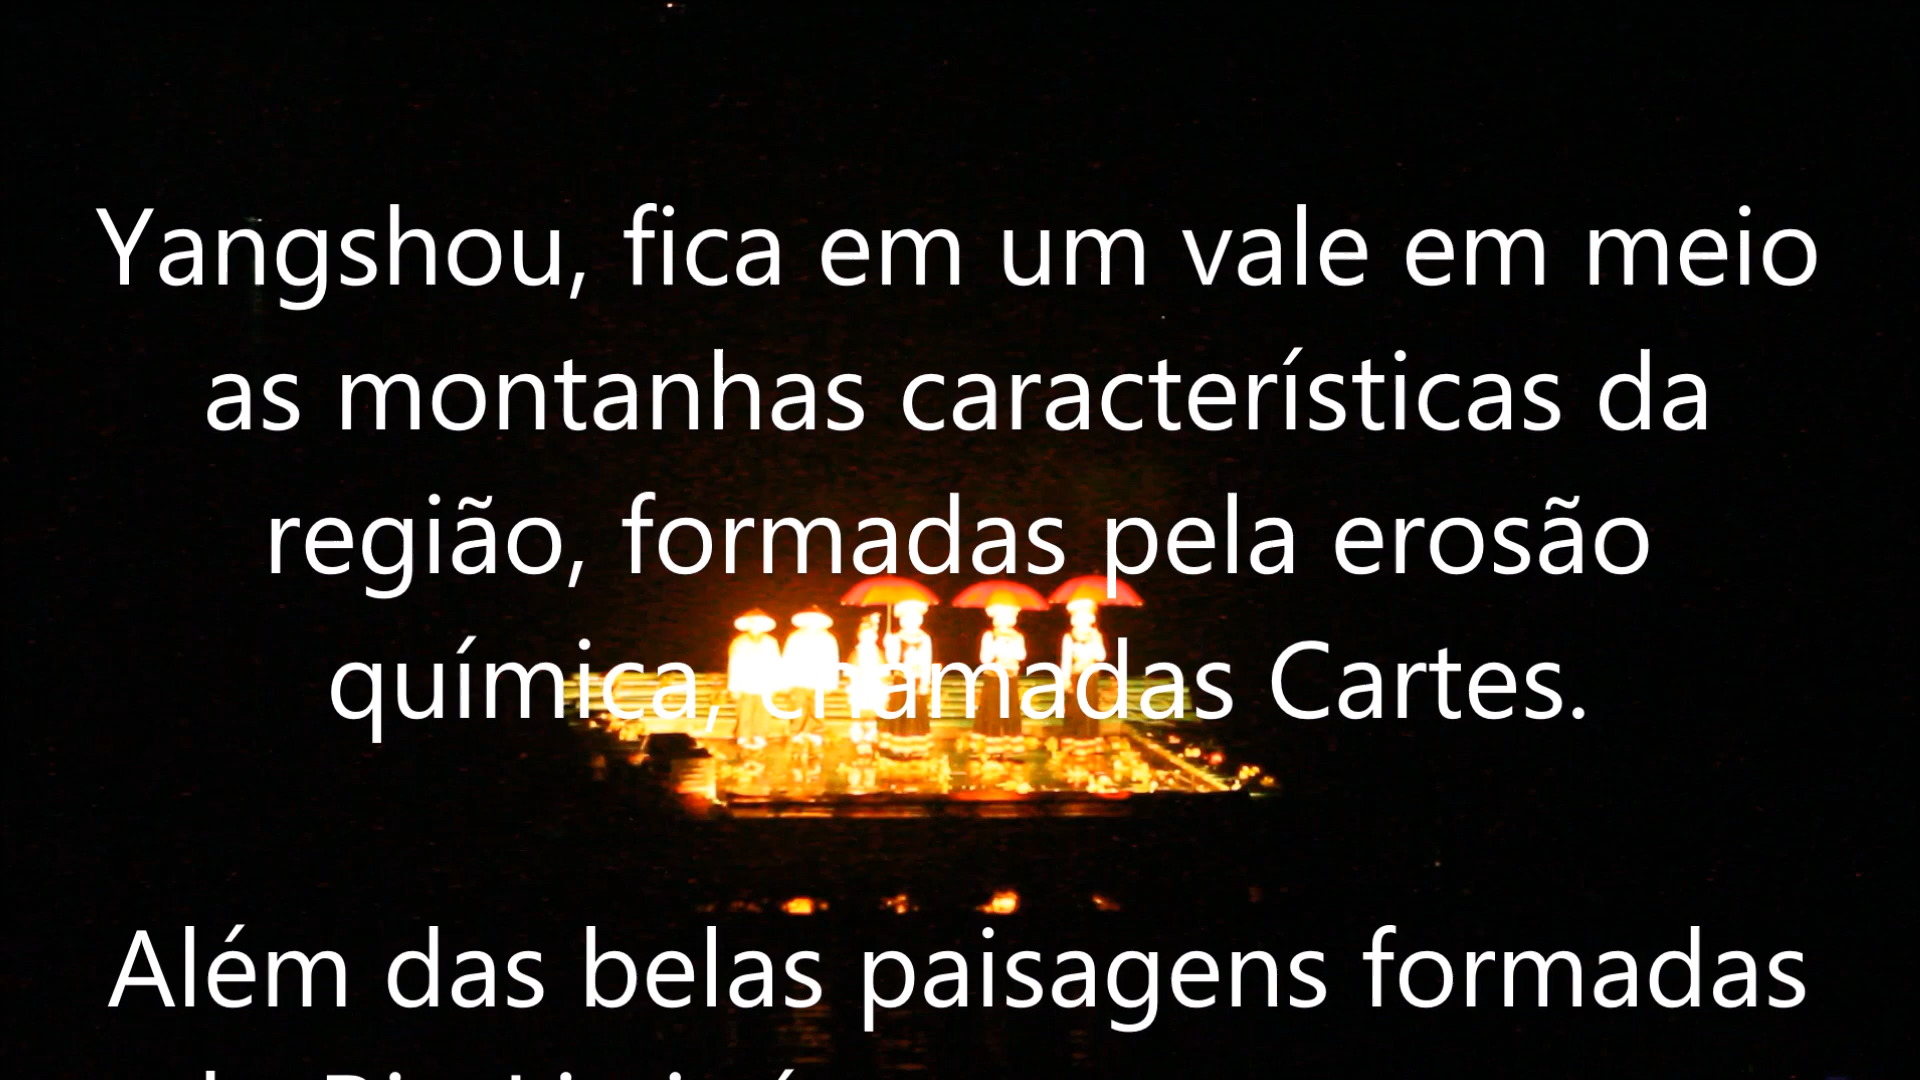 Yangshou, fica em um vale em meio
as montanhas características da
região, formadas pela erosão
química, chamadas Cartes.
Além das belas paisagens formadas